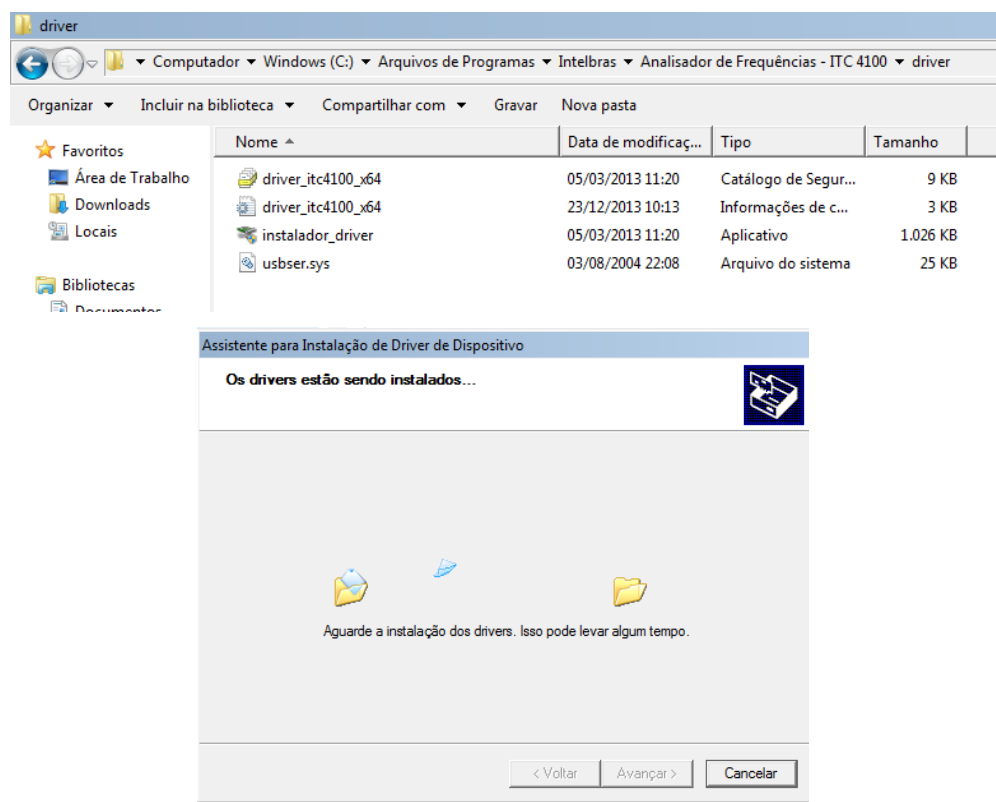 driver
Computador Windows (C:) Arquivos de Programas Intelbras Analisador de Frequências - ITC 4100 driver
Organizar Incluir na biblioteca Compartilhar com Gravar Nova pasta
Favoritos
Área de Trabalho
Downloads
Locais
Bibliotecas
Documentos
Nome Data de modificaç... Tipo Tamanho
driver_itc4100_x64 05/03/2013 11:20 Catálogo de Segur... 9 KB
driver_itc4100_x64 23/12/2013 10:13 Informações de c... 3 KB
instalador_driver 05/03/2013 11:20 Aplicativo 1.026 KB
usbser.sys 03/08/2004 22:08 Arquivo do sistema 25 KB
Assistente para Instalação de Driver de Dispositivo
Os drivers estão sendo instalados...
Aguarde a instalação dos drivers. Isso pode levar algum tempo.
< Voltar Avançar > Cancelar